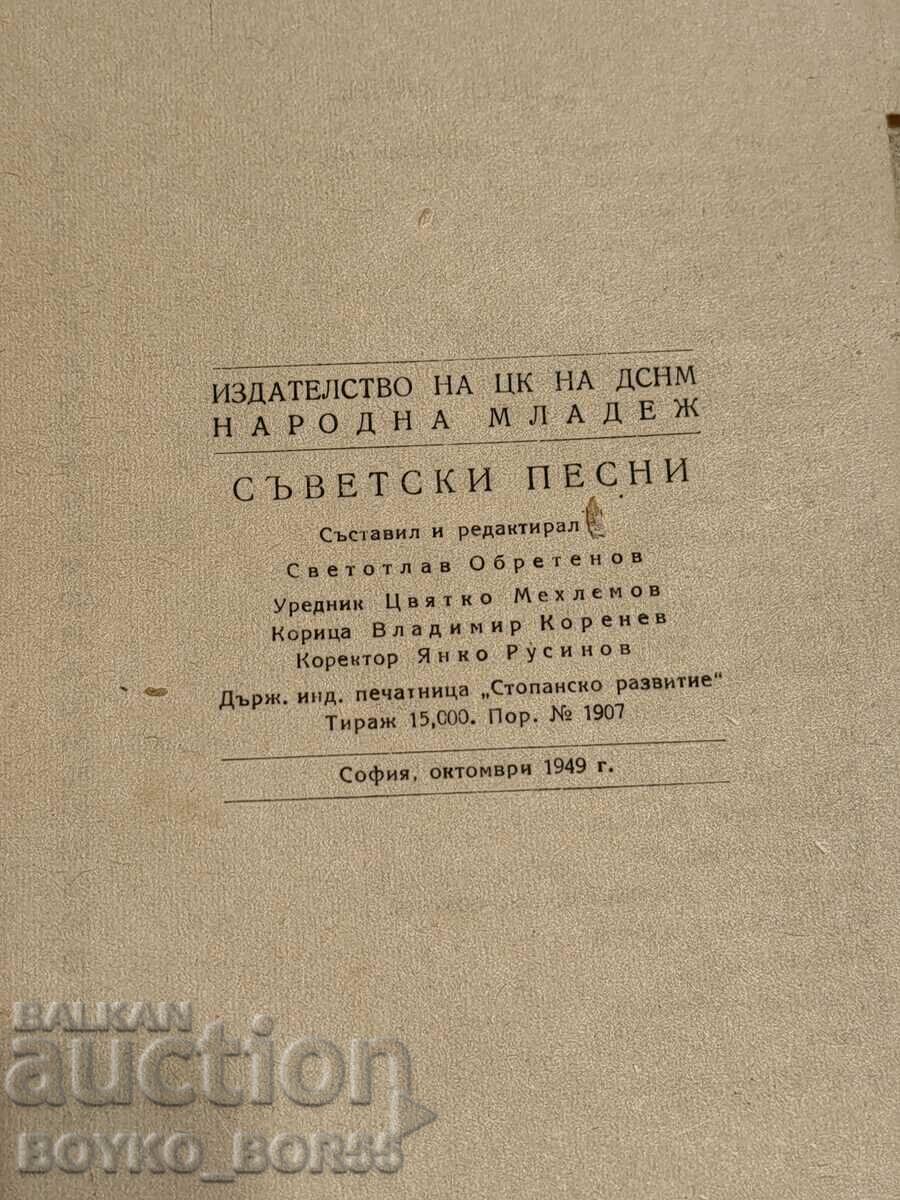 ИЗДАТЕЛСТВО НА ЦК НА ДСНМ
НАРОДНА МЛАДЕЖ
СЪВЕТСКИ ПЕСНИ
Съставил и редактирал
Светотлав Обретенов
Уредник Цвятко Мехлемов
Корица Владимир Коренев
Коректор Янко Русинов
Държ. инд. печатница „Стопанско развитие“
Тираж 15,000. Пор. № 1907
София, октомври 1949 г.
BALKAN
auction
BOYKO_BOR55